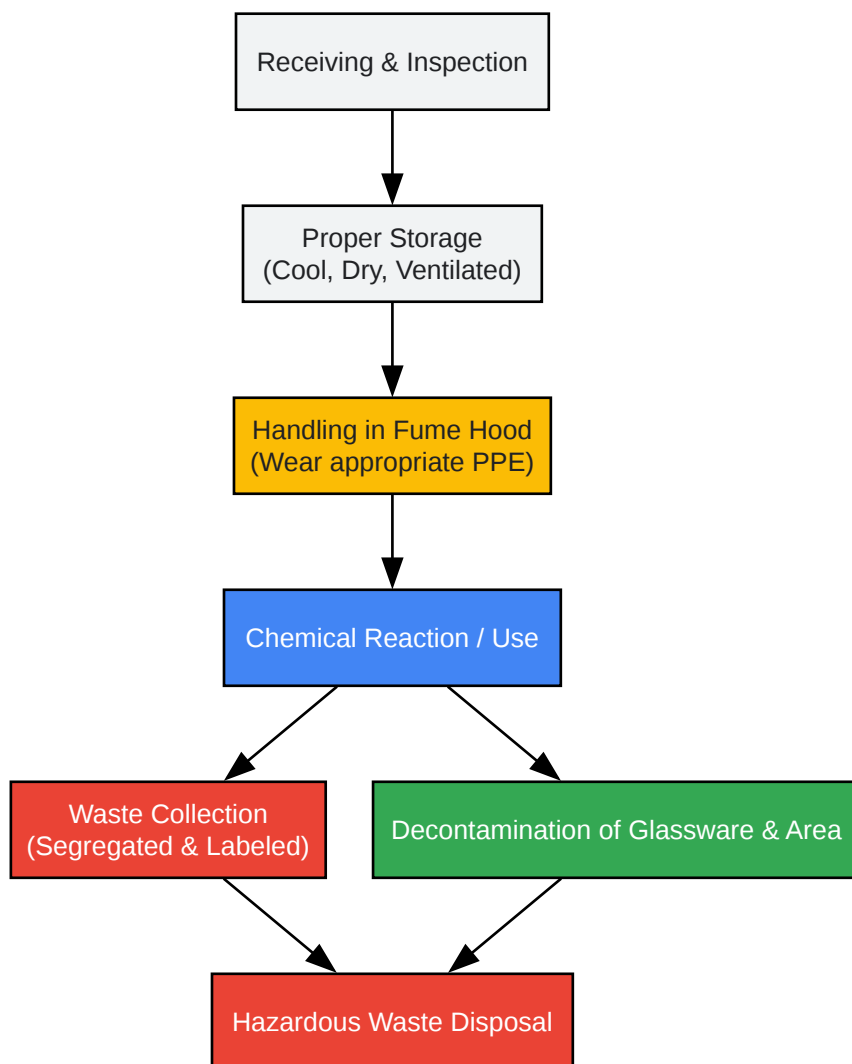 Receiving & Inspection
Proper Storage
(Cool, Dry, Ventilated)
Handling in Fume Hood
(Wear appropriate PPE)
Chemical Reaction / Use
Waste Collection
(Segregated & Labeled)
Decontamination of Glassware & Area
Hazardous Waste Disposal